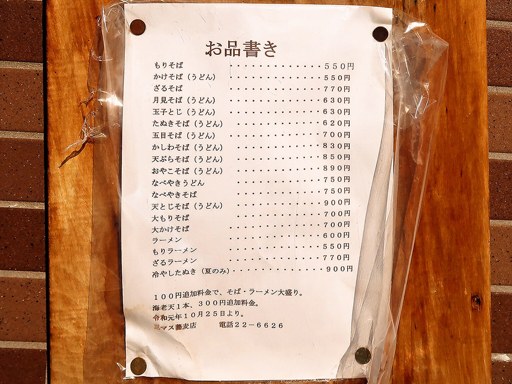 お品書き
もりそば ・・・・・・・・・・・・・・ 550円
かけそば（うどん） ・・・・・・・・・・・・・・ 550円
ざるそば ・・・・・・・・・・・・・・ 770円
月見そば（うどん） ・・・・・・・・・・・・・・ 630円
玉子とじ（うどん） ・・・・・・・・・・・・・・ 630円
たぬきそば（うどん） ・・・・・・・・・・・・・・ 620円
五目そば（うどん） ・・・・・・・・・・・・・・ 700円
かしわそば（うどん） ・・・・・・・・・・・・・・ 830円
天ぷらそば（うどん） ・・・・・・・・・・・・・・ 850円
おやこそば（うどん） ・・・・・・・・・・・・・・ 890円
なべやきうどん ・・・・・・・・・・・・・・ 750円
なべやきそば ・・・・・・・・・・・・・・ 750円
天とじそば（うどん） ・・・・・・・・・・・・・・ 900円
大もりそば ・・・・・・・・・・・・・・ 700円
大かけそば ・・・・・・・・・・・・・・ 700円
ラーメン ・・・・・・・・・・・・・・ 600円
もりラーメン ・・・・・・・・・・・・・・ 550円
ざるラーメン ・・・・・・・・・・・・・・ 770円
冷やしたぬき（夏のみ） ・・・・・・・・・・・・・・ 900円
100円追加料金で、そば・ラーメン大盛り。
海老天1本、300円追加料金。
令和元年10月25日より。
マヌ蕎麦店 電話22-6626